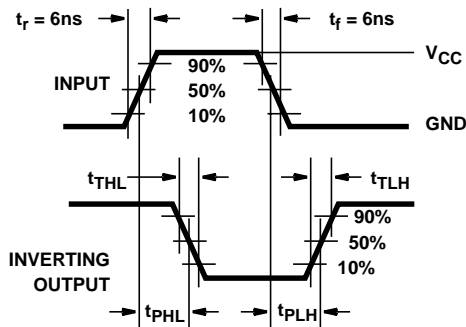 t_r = 6ns
t_f = 6ns
V_CC
90%
INPUT
50%
10%
GND
t_THL
t_TLH
90%
50%
INVERTING
OUTPUT
10%
t_PHL
t_PLH